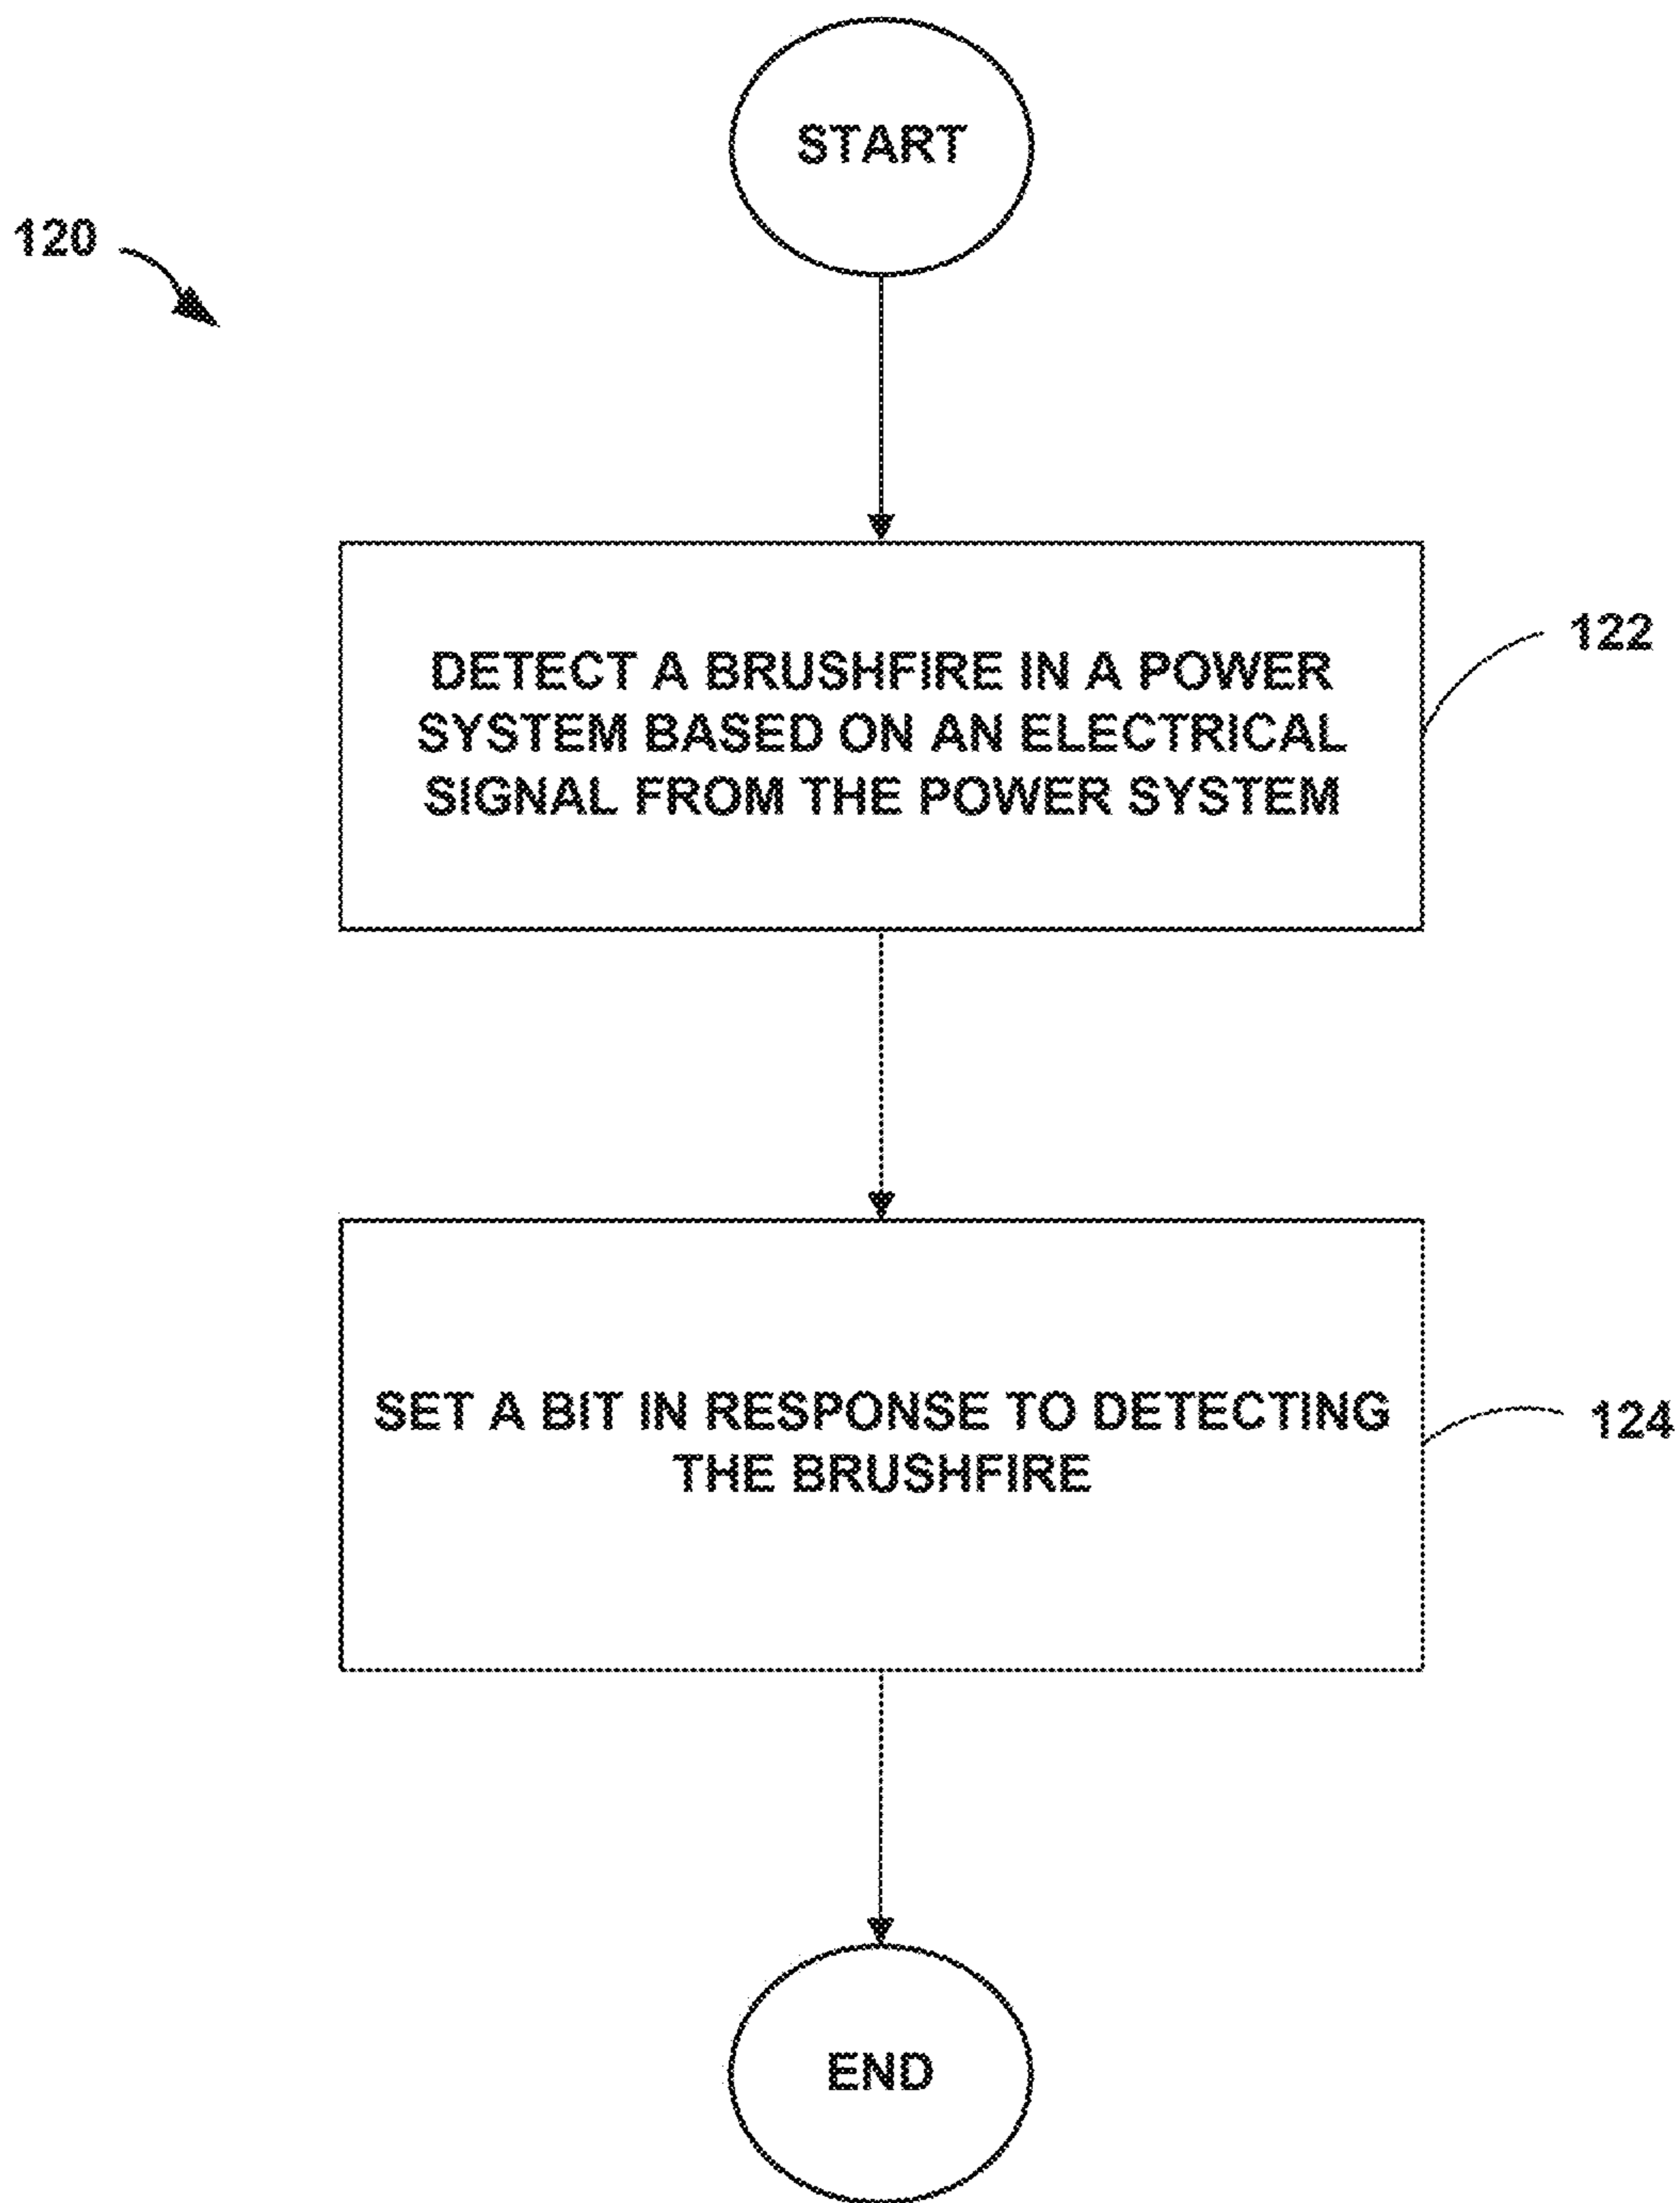 START
120
DETECT A BRUSHFIRE IN A POWER
SYSTEM BASED ON AN ELECTRICAL
SIGNAL FROM THE POWER SYSTEM
122
SET A BIT IN RESPONSE TO DETECTING
THE BRUSHFIRE
124
END